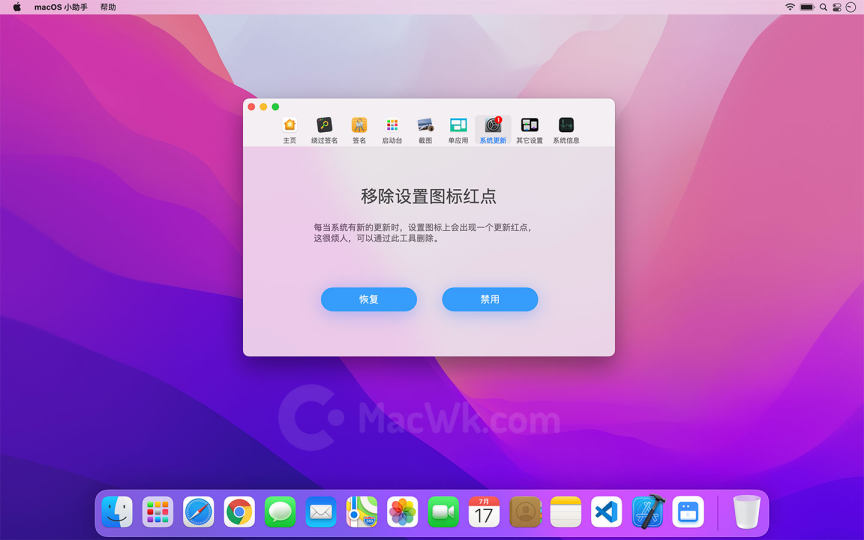 macOS 小助手 帮助
主页 绕过签名 签名 启动台 截图 单应用 系统更新 其它设置 系统信息
移除设置图标红点
每当系统有新的更新时，设置图标上会出现一个更新红点，
这很烦人，可以通过此工具删除。
恢复 禁用
MacWk.com
7月
17